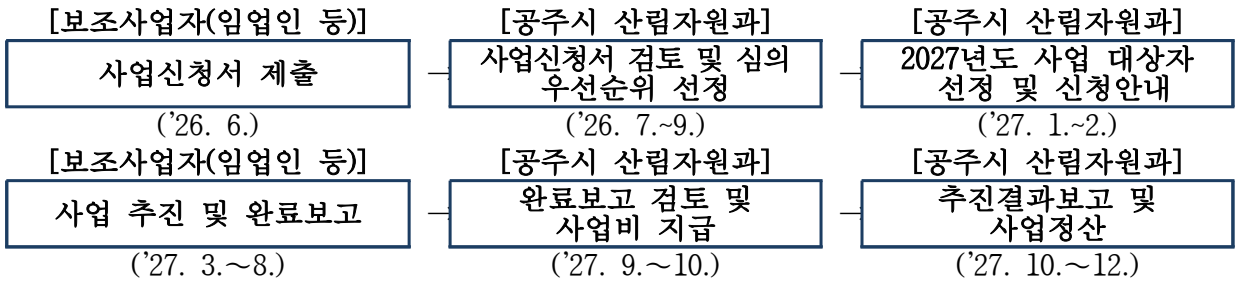 [보조사업자(임업인 등)] [공주시 산림자원과] [공주시 산림자원과]
사업신청서 제출 → 사업신청서 검토 및 심의 우선순위 선정 → 2027년도 사업 대상자 선정 및 신청안내
('26. 6.) ('26. 7.~9.) ('27. 1.~2.)
[보조사업자(임업인 등)] [공주시 산림자원과] [공주시 산림자원과]
사업 추진 및 완료보고 → 완료보고 검토 및 사업비 지급 → 추진결과보고 및 사업정산
('27. 3.～8.) ('27. 9.～10.) ('27. 10.～12.)